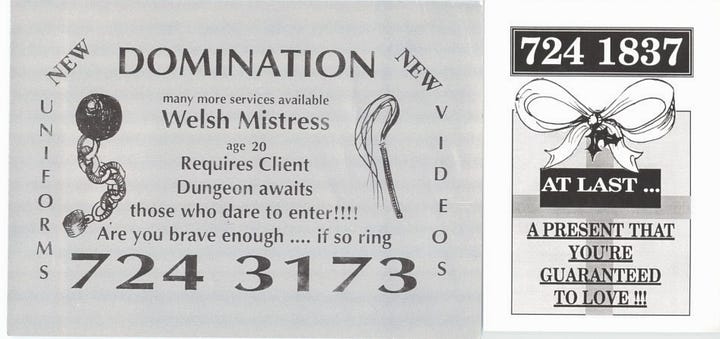 NEW
DOMINATION
NEW
UNIFORMS
many more services available
Welsh Mistress
age 20
Requires Client
Dungeon awaits
those who dare to enter!!!!
Are you brave enough .... if so ring
724 3173
VIDEOS
724 1837
AT LAST ...
A PRESENT THAT
YOU'RE
GUARANTEED
TO LOVE !!!